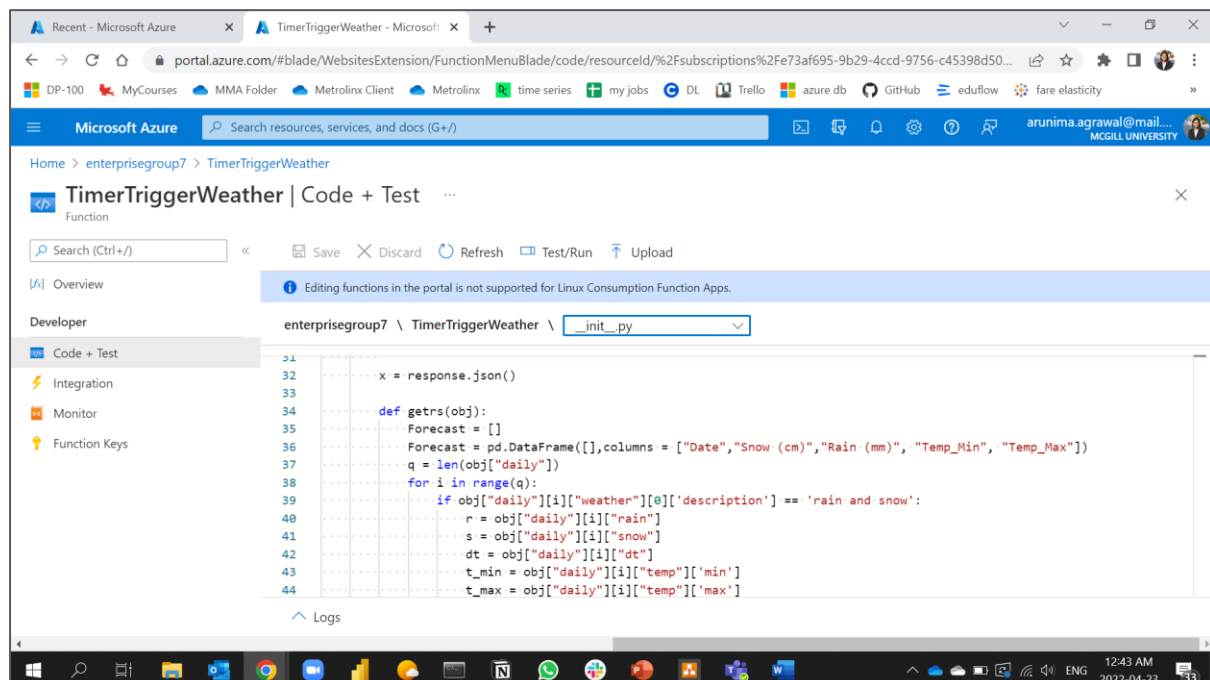 Recent - Microsoft Azure
TimerTriggerWeather - Microsoft
portal.azure.com/#blade/WebsitesExtension/FunctionMenuBlade/code/resourceId/%2Fsubscriptions%2Fe73af695-9b29-4ccd-9756-c45398d50...
DP-100 MyCourses MMA Folder Metrolinx Client Metrolinx time series my jobs DL Trello azure db GitHub eduflow fare elasticity »
Microsoft Azure Search resources, services, and docs (G+/) arunima.agrawal@mail....
MCGILL UNIVERSITY
Home > enterprisegroup7 > TimerTriggerWeather
TimerTriggerWeather | Code + Test ...
Function
Search (Ctrl+/) «
Save Discard Refresh Test/Run Upload
Overview
Editing functions in the portal is not supported for Linux Consumption Function Apps.
Developer
enterprisegroup7 \ TimerTriggerWeather \ __init__.py
Code + Test
Integration
Monitor
Function Keys
31
32 x = response.json()
33
34 def getrs(obj):
35 Forecast = []
36 Forecast = pd.DataFrame([],columns = ["Date","Snow (cm)","Rain (mm)", "Temp_Min", "Temp_Max"])
37 q = len(obj["daily"])
38 for i in range(q):
39 if obj["daily"][i]["weather"][0]['description'] == 'rain and snow':
40 r = obj["daily"][i]["rain"]
41 s = obj["daily"][i]["snow"]
42 dt = obj["daily"][i]["dt"]
43 t_min = obj["daily"][i]["temp"]['min']
44 t_max = obj["daily"][i]["temp"]['max']
Logs
ENG 12:43 AM
2022-04-23
33